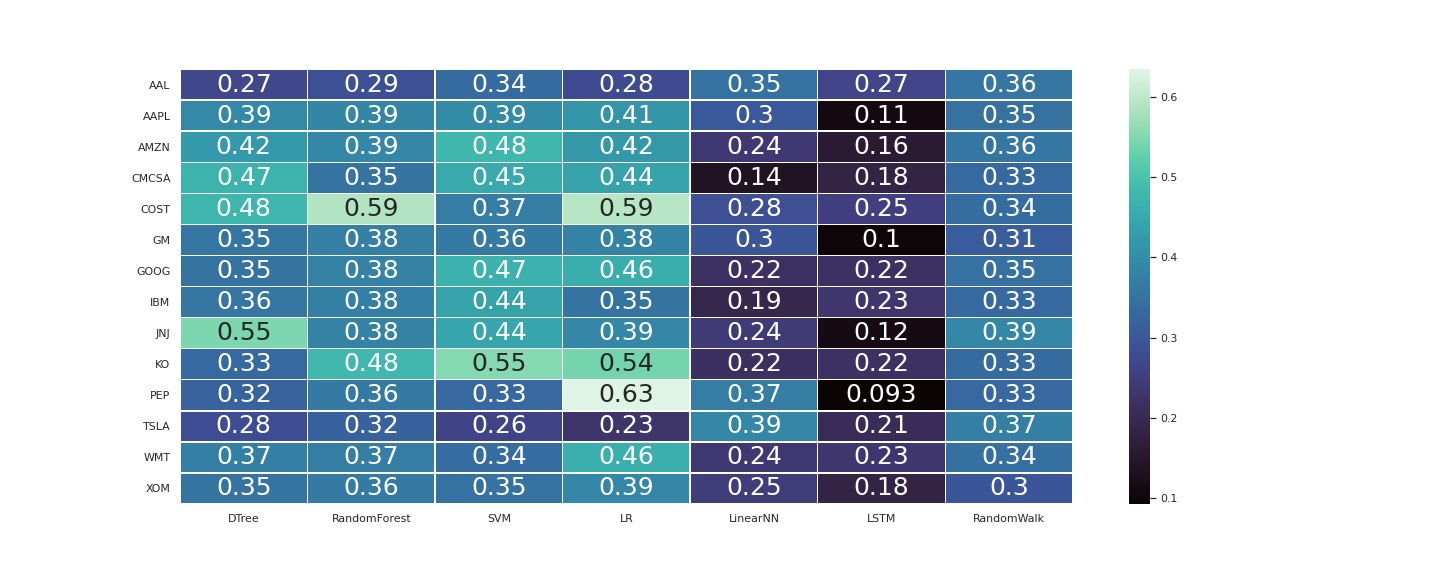 AAL 0.27 0.29 0.34 0.28 0.35 0.27 0.36
AAPL 0.39 0.39 0.39 0.41 0.3 0.11 0.35
AMZN 0.42 0.39 0.48 0.42 0.24 0.16 0.36
CMCSA 0.47 0.35 0.45 0.44 0.14 0.18 0.33
COST 0.48 0.59 0.37 0.59 0.28 0.25 0.34
GM 0.35 0.38 0.36 0.38 0.3 0.1 0.31
GOOG 0.35 0.38 0.47 0.46 0.22 0.22 0.35
IBM 0.36 0.38 0.44 0.35 0.19 0.23 0.33
JNJ 0.55 0.38 0.44 0.39 0.24 0.12 0.39
KO 0.33 0.48 0.55 0.54 0.22 0.22 0.33
PEP 0.32 0.36 0.33 0.63 0.37 0.093 0.33
TSLA 0.28 0.32 0.26 0.23 0.39 0.21 0.37
WMT 0.37 0.37 0.34 0.46 0.24 0.23 0.34
XOM 0.35 0.36 0.35 0.39 0.25 0.18 0.3
DTree RandomForest SVM LR LinearNN LSTM RandomWalk
0.6
0.5
0.4
0.3
0.2
0.1